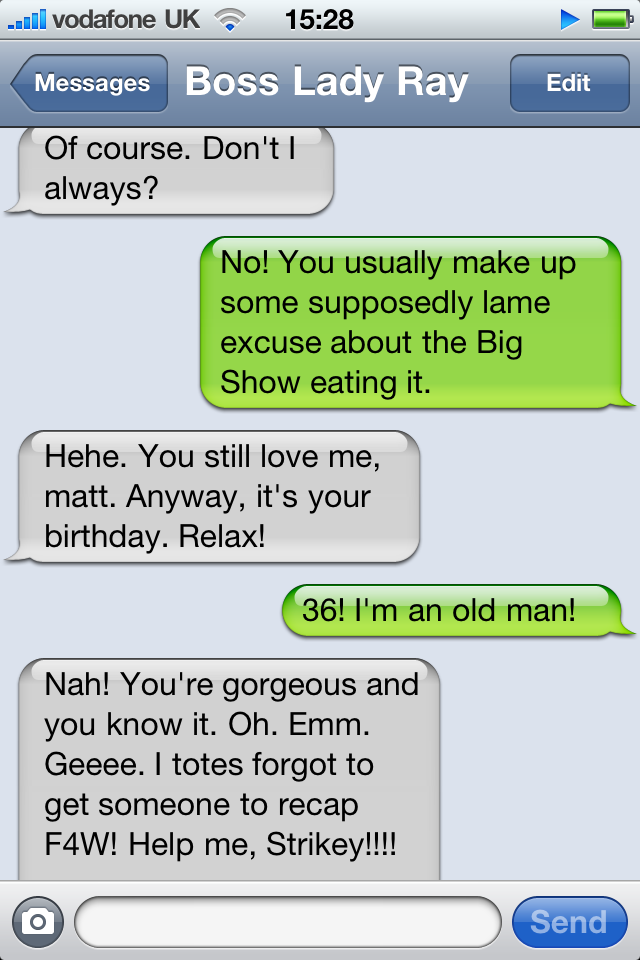 vodafone UK 15:28
Messages Boss Lady Ray Edit
Of course. Don't I
always?
No! You usually make up
some supposedly lame
excuse about the Big
Show eating it.
Hehe. You still love me,
matt. Anyway, it's your
birthday. Relax!
36! I'm an old man!
Nah! You're gorgeous and
you know it. Oh. Emm.
Geeee. I totes forgot to
get someone to recap
F4W! Help me, Strikey!!!!
Send